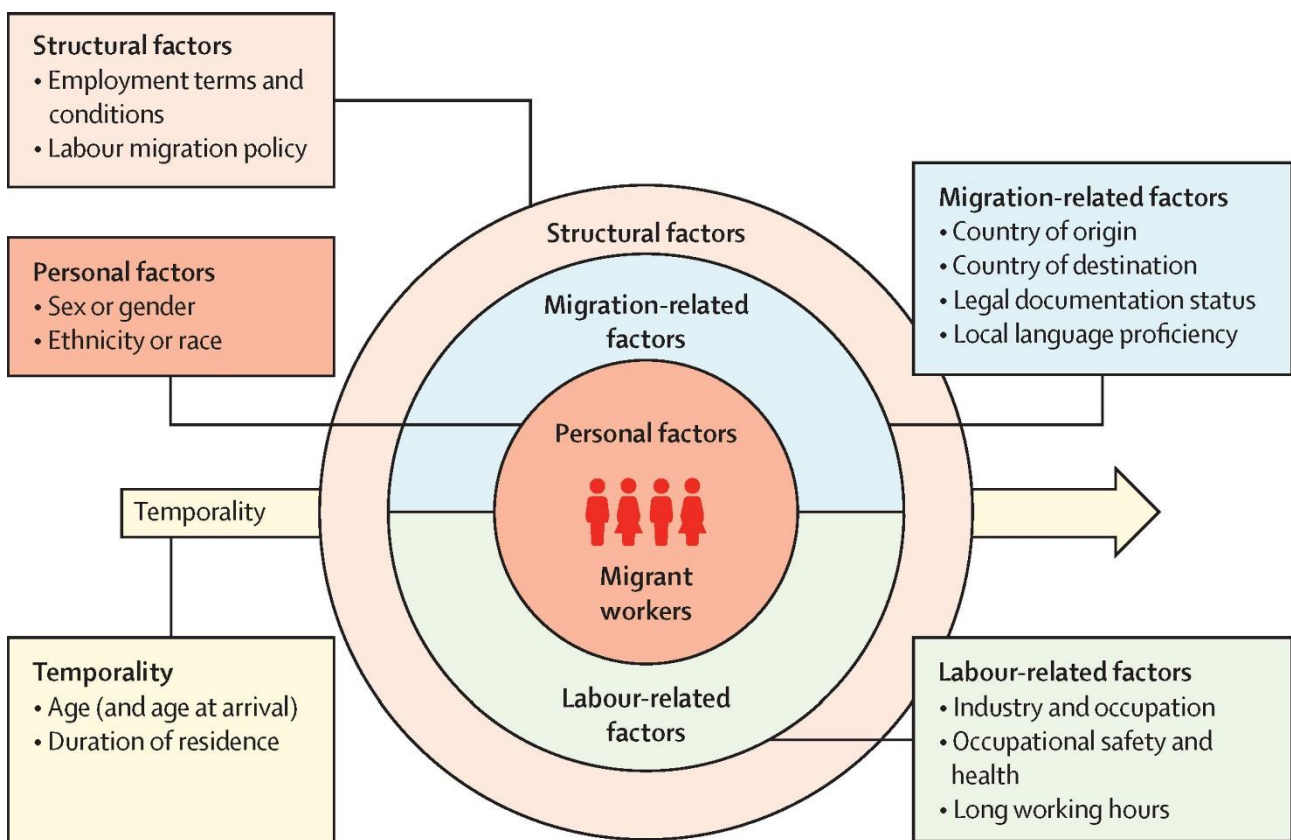 Structural factors
• Employment terms and
conditions
• Labour migration policy
Personal factors
• Sex or gender
• Ethnicity or race
Temporality
Temporality
• Age (and age at arrival)
• Duration of residence
Structural factors
Migration-related
factors
Personal factors
Migrant
workers
Labour-related
factors
Migration-related factors
• Country of origin
• Country of destination
• Legal documentation status
• Local language proficiency
Labour-related factors
• Industry and occupation
• Occupational safety and
health
• Long working hours